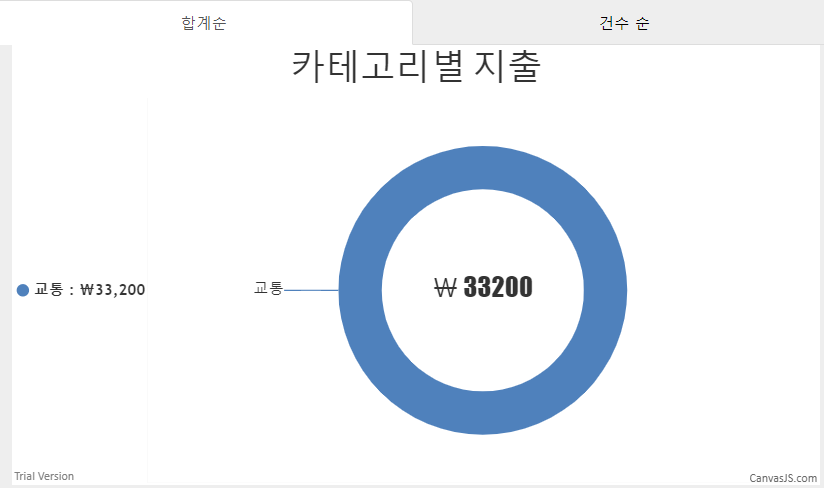 합계순
건수 순
카테고리별 지출
교통 : ₩33,200
교통
₩ 33200
Trial Version
CanvasJS.com